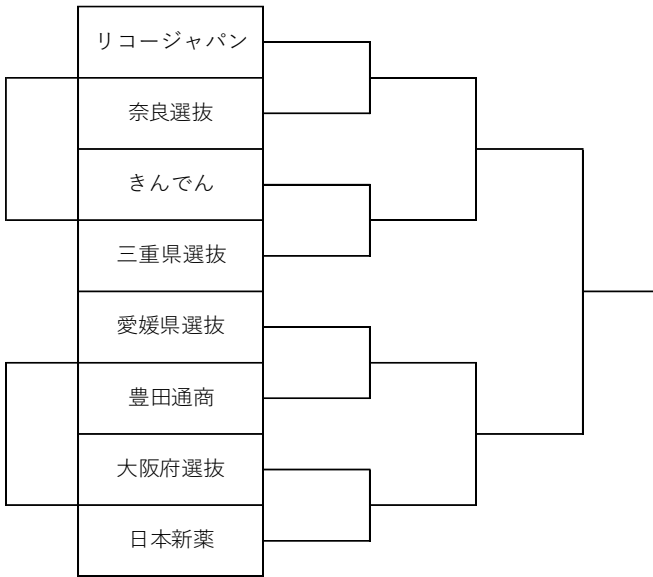 リコージャパン
奈良選抜
きんでん
三重県選抜
愛媛県選抜
豊田通商
大阪府選抜
日本新薬